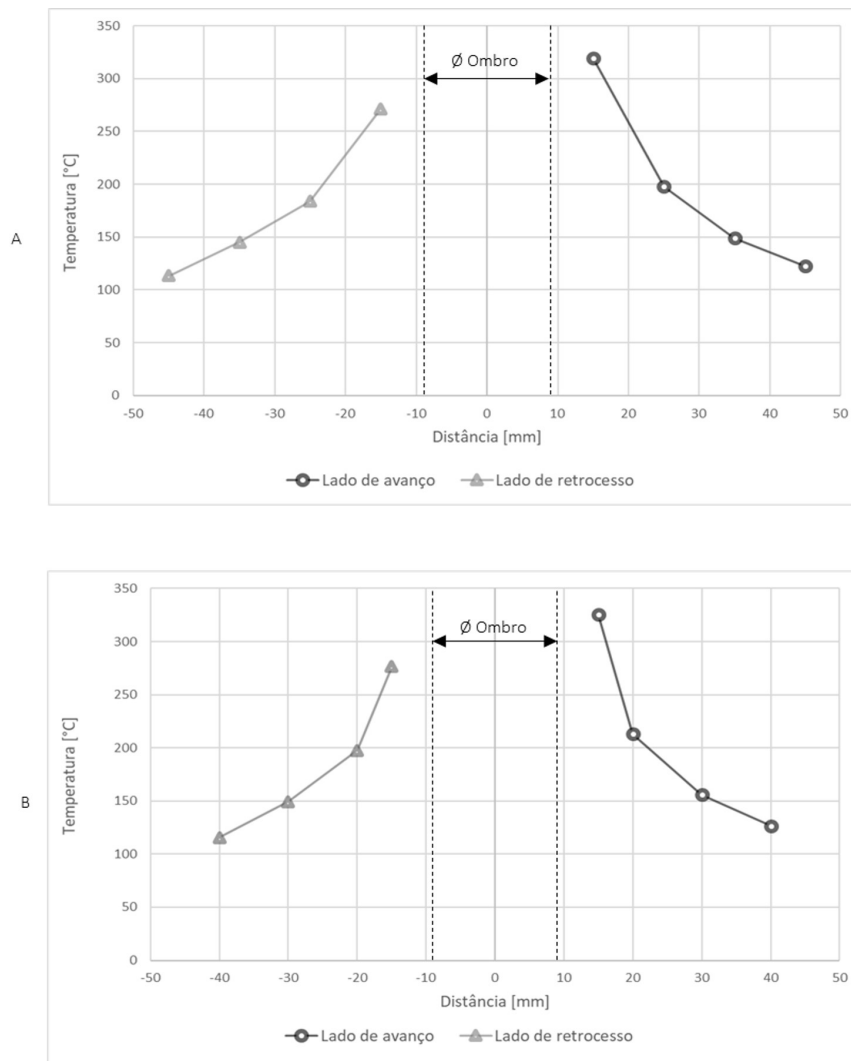 A
Temperatura [°C]
350
300
250
200
150
100
50
0
Ø Ombro
-50 -40 -30 -20 -10 0 10 20 30 40 50
Distância [mm]
Lado de avanço Lado de retrocesso
B
Temperatura [°C]
350
300
250
200
150
100
50
0
Ø Ombro
-50 -40 -30 -20 -10 0 10 20 30 40 50
Distância [mm]
Lado de avanço Lado de retrocesso